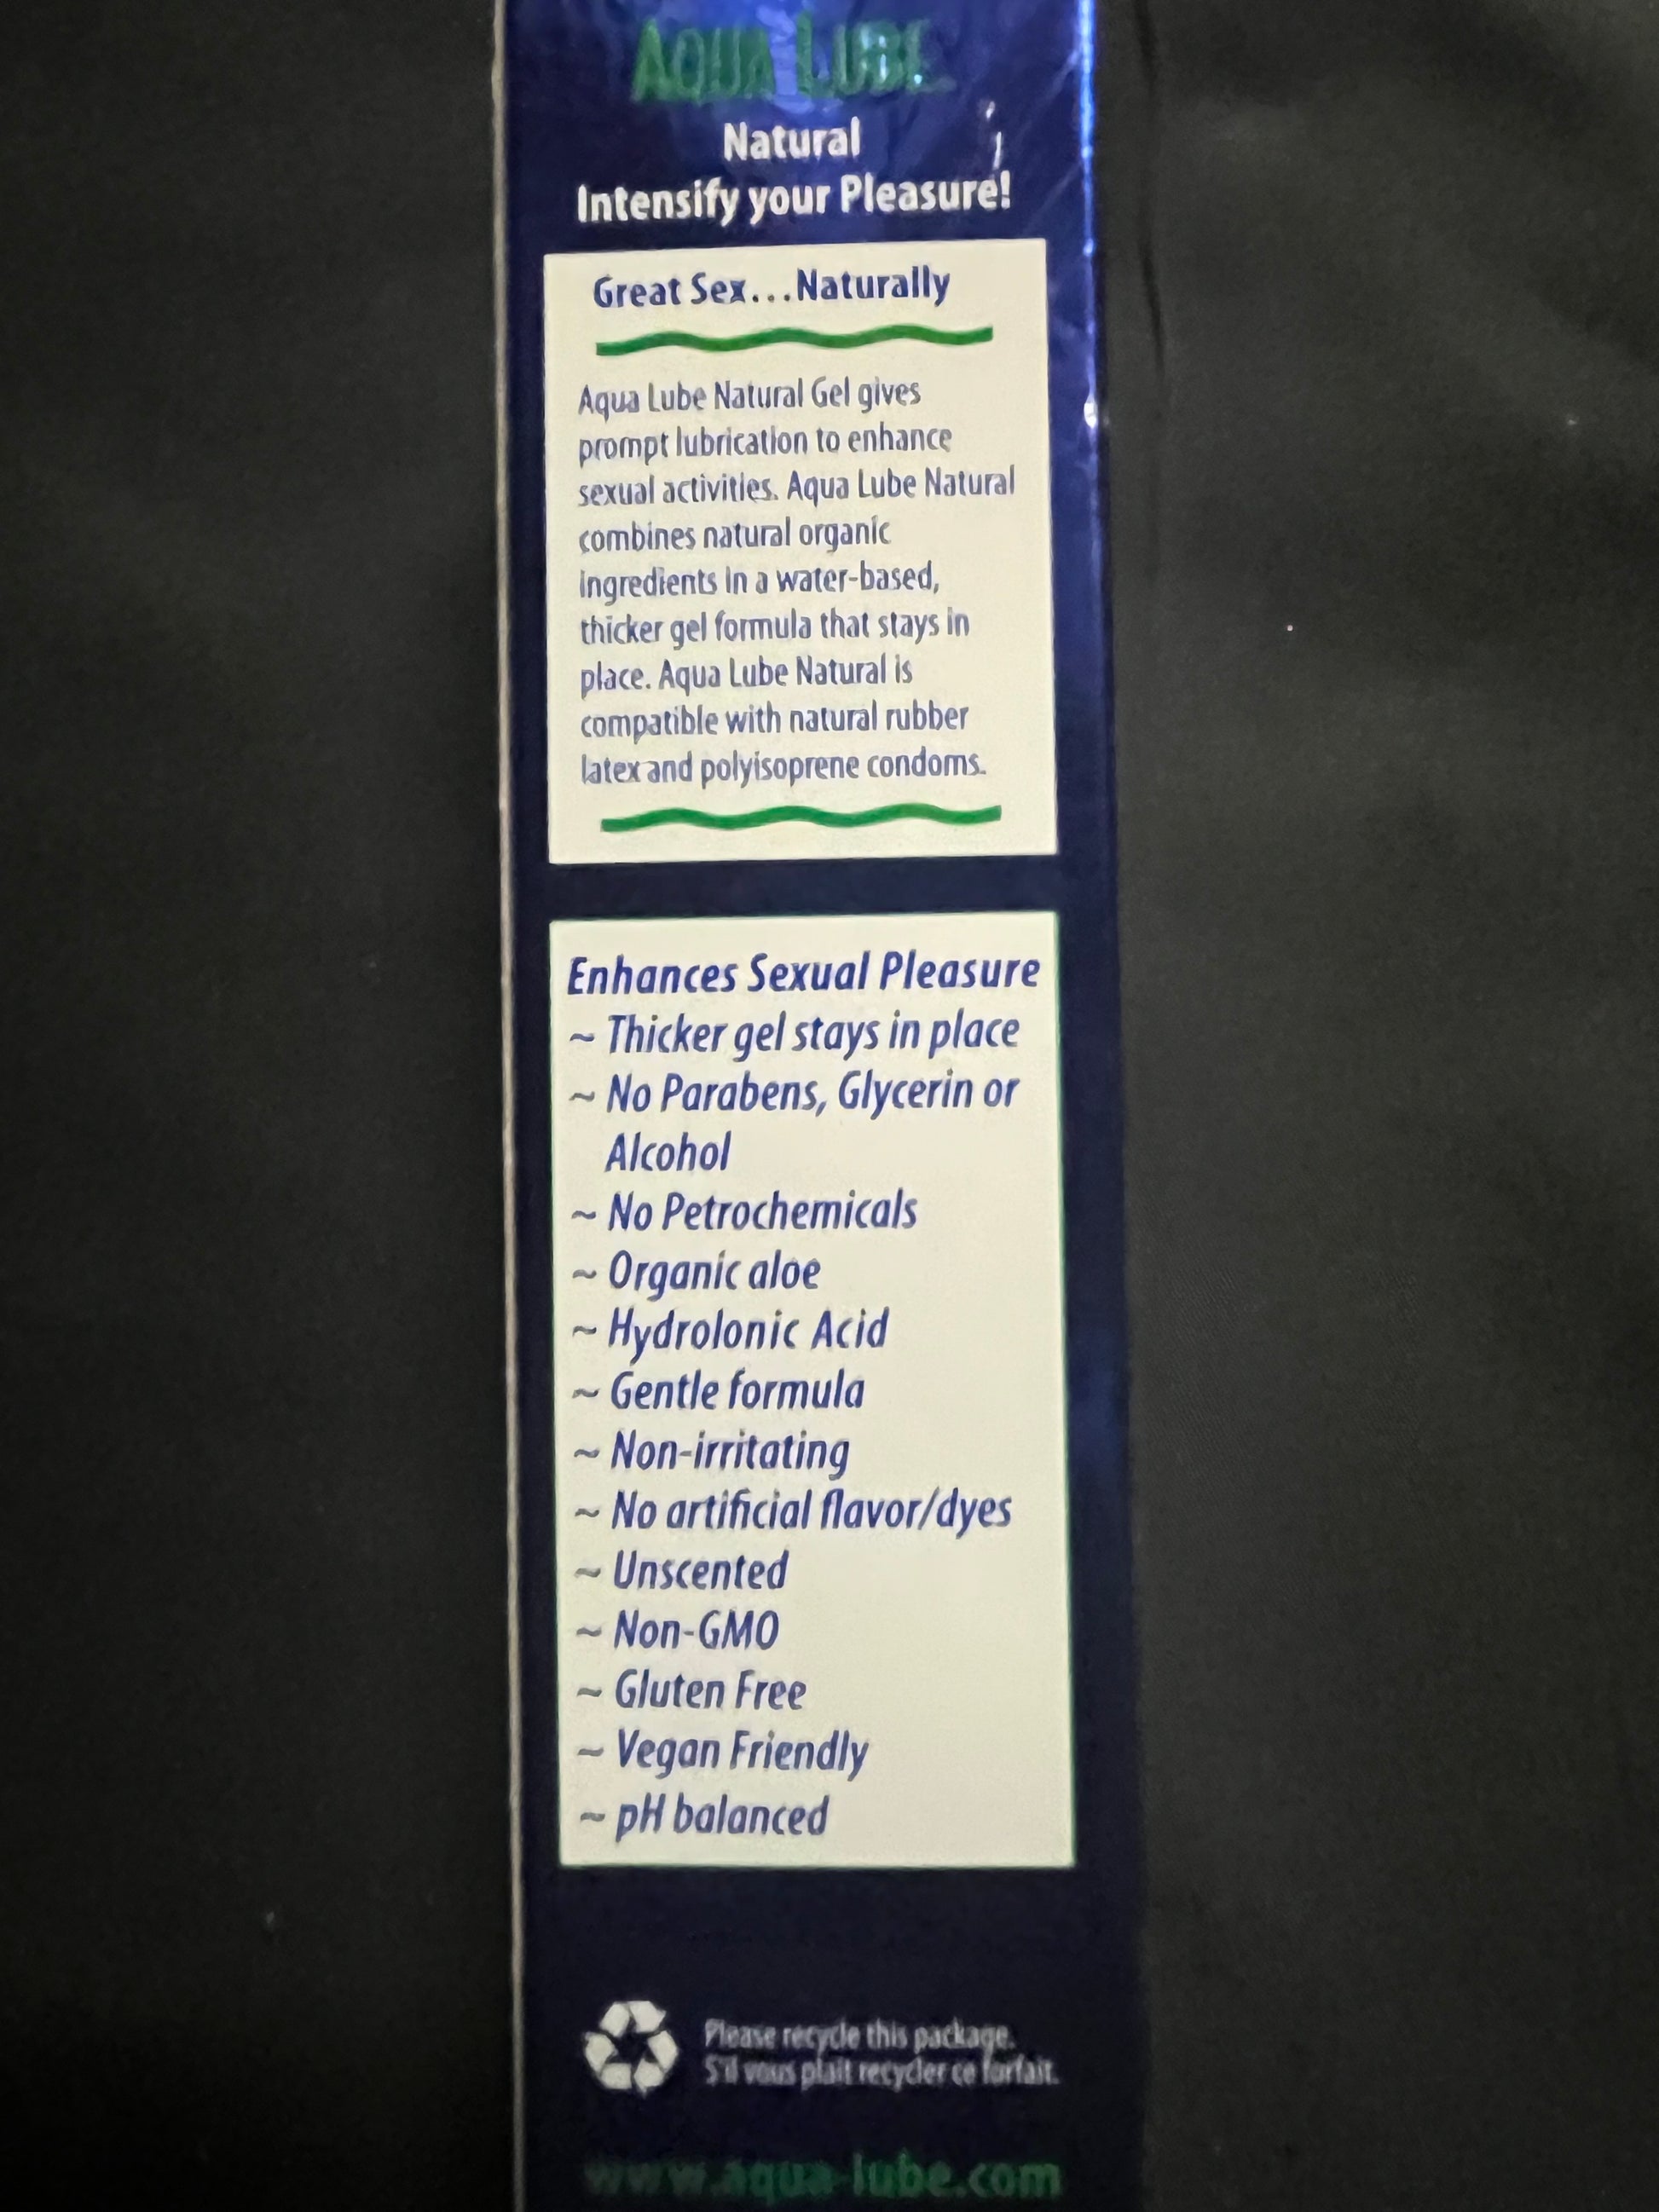 AQUA LUBE
Natural
Intensify your Pleasure!
Great Sex...Naturally
Aqua Lube Natural Gel gives
prompt lubrication to enhance
sexual activities. Aqua Lube Natural
combines natural organic
ingredients in a water-based,
thicker gel formula that stays in
place. Aqua Lube Natural is
compatible with natural rubber
latex and polyisoprene condoms.
Enhances Sexual Pleasure
~ Thicker gel stays in place
~ No Parabens, Glycerin or
Alcohol
~ No Petrochemicals
~ Organic aloe
~ Hydrolonic Acid
~ Gentle formula
~ Non-irritating
~ No artificial flavor/dyes
~ Unscented
~ Non-GMO
~ Gluten Free
~ Vegan Friendly
~ pH balanced
Please recycle this package.
S'il vous plait recycler ce forfait.
www.aqua-lube.com